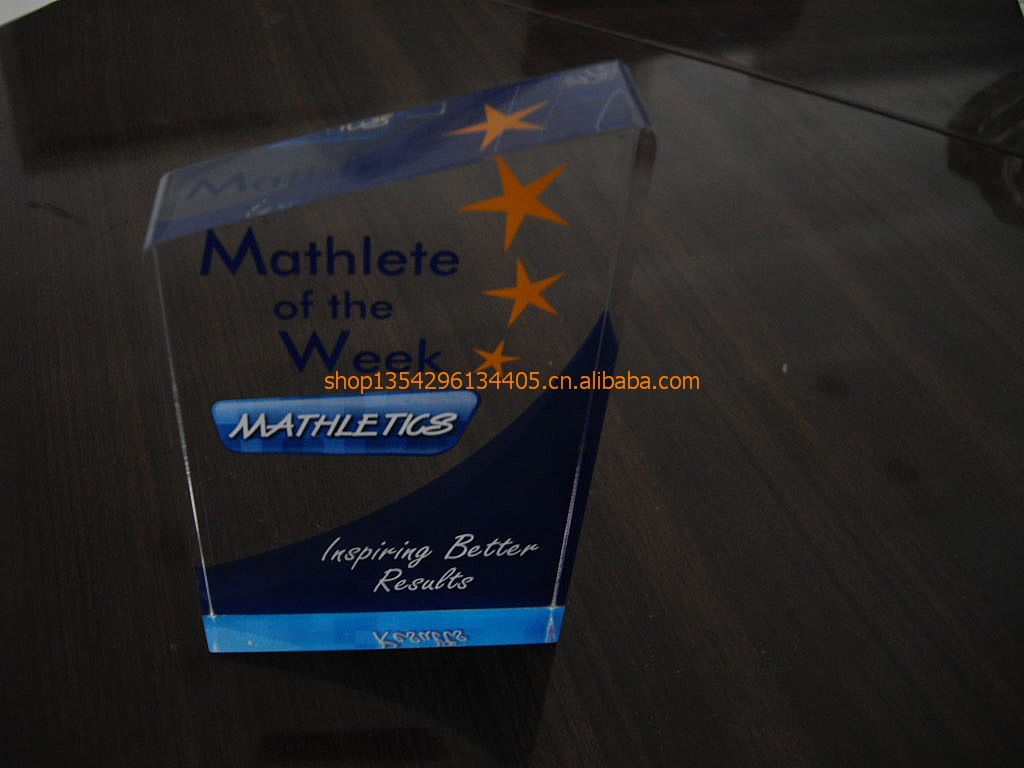 Mathlete
of the
Week
shop1354296134405.cn.alibaba.com
MATHLETICS
Inspiring Better
Results